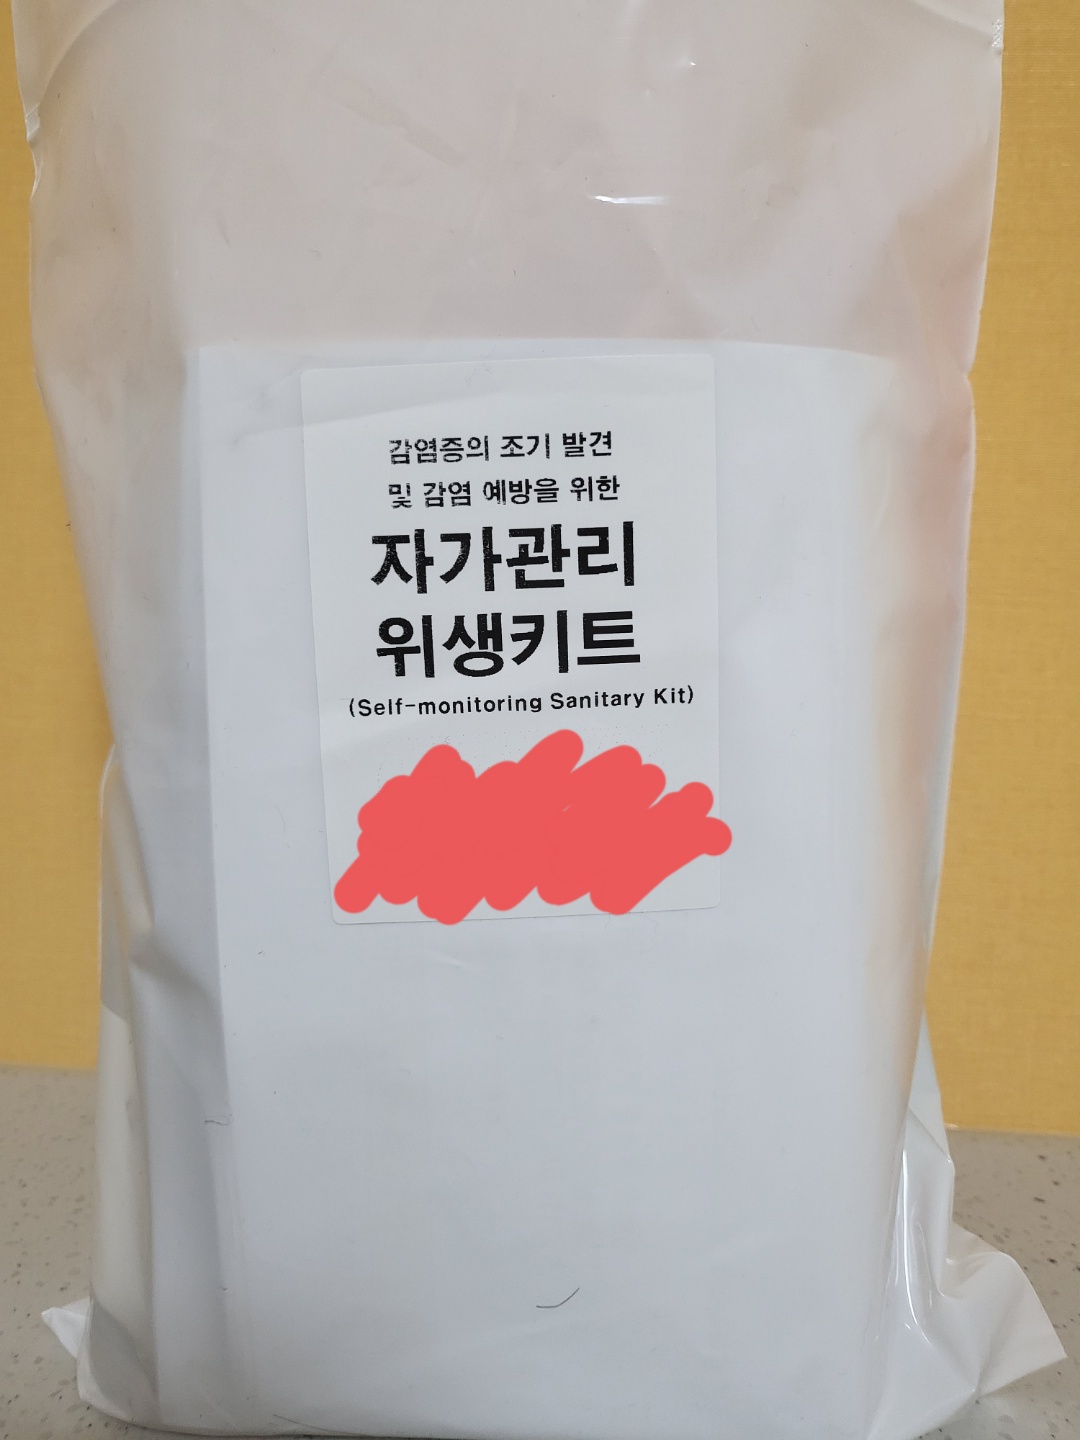 감염증의 조기 발견
및 감염 예방을 위한
자가관리
위생키트
(Self-monitoring Sanitary Kit)